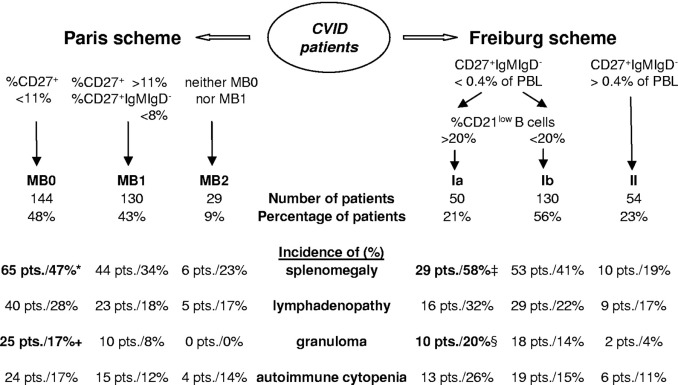 Paris scheme
CVID
patients
Freiburg scheme
%CD27+
<11%
%CD27+ >11%
%CD27+IgMIgD-
<8%
neither MB0
nor MB1
CD27+IgMIgD-
< 0.4% of PBL
CD27+IgMIgD-
> 0.4% of PBL
%CD21low B cells
>20% <20%
MB0 MB1 MB2 Ia Ib II
144 130 29 Number of patients 50 130 54
48% 43% 9% Percentage of patients 21% 56% 23%
Incidence of (%)
65 pts./47%* 44 pts./34% 6 pts./23% splenomegaly 29 pts./58%‡ 53 pts./41% 10 pts./19%
40 pts./28% 23 pts./18% 5 pts./17% lymphadenopathy 16 pts./32% 29 pts./22% 9 pts./17%
25 pts./17%+ 10 pts./8% 0 pts./0% granuloma 10 pts./20%§ 18 pts./14% 2 pts./4%
24 pts./17% 15 pts./12% 4 pts./14% autoimmune cytopenia 13 pts./26% 19 pts./15% 6 pts./11%